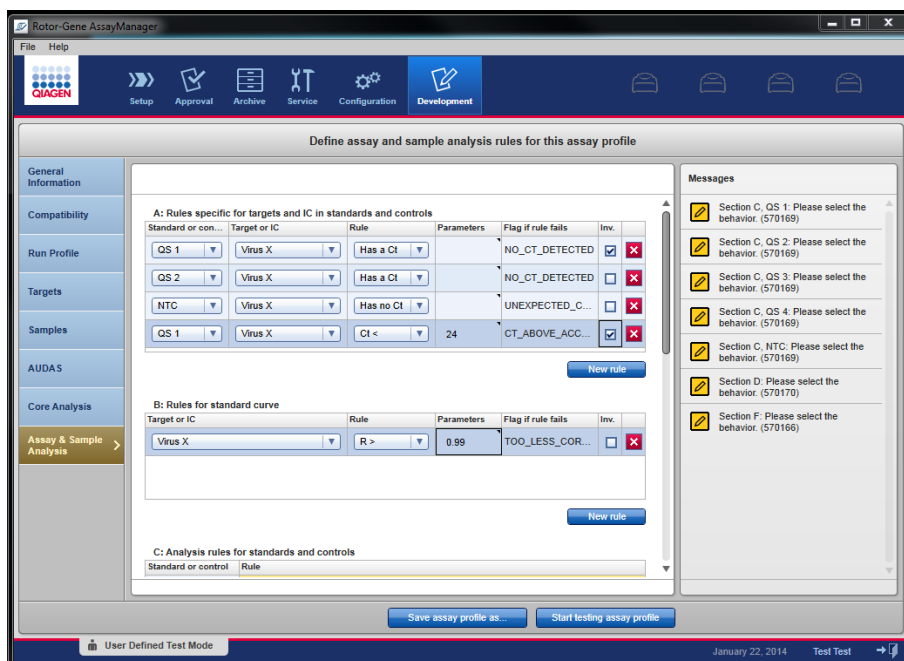 Rotor-Gene AssayManager
File Help
QIAGEN
Setup Approval Archive Service Configuration Development
Define assay and sample analysis rules for this assay profile
General
Information
Compatibility
Run Profile
Targets
Samples
AUDAS
Core Analysis
Assay & Sample
Analysis
A: Rules specific for targets and IC in standards and controls
Standard or con... Target or IC Rule Parameters Flag if rule fails Inv.
QS 1 Virus X Has a Ct NO_CT_DETECTED
QS 2 Virus X Has a Ct NO_CT_DETECTED
NTC Virus X Has no Ct UNEXPECTED_C...
QS 1 Virus X Ct < 24 CT_ABOVE_ACC...
New rule
B: Rules for standard curve
Target or IC Rule Parameters Flag if rule fails Inv.
Virus X R > 0.99 TOO_LESS_COR...
New rule
C: Analysis rules for standards and controls
Standard or control Rule
Messages
Section C, QS 1: Please select the
behavior. (570169)
Section C, QS 2: Please select the
behavior. (570169)
Section C, QS 3: Please select the
behavior. (570169)
Section C, QS 4: Please select the
behavior. (570169)
Section C, NTC: Please select the
behavior. (570169)
Section D: Please select the
behavior. (570170)
Section F: Please select the
behavior. (570166)
Save assay profile as... Start testing assay profile
User Defined Test Mode
January 22, 2014 Test Test